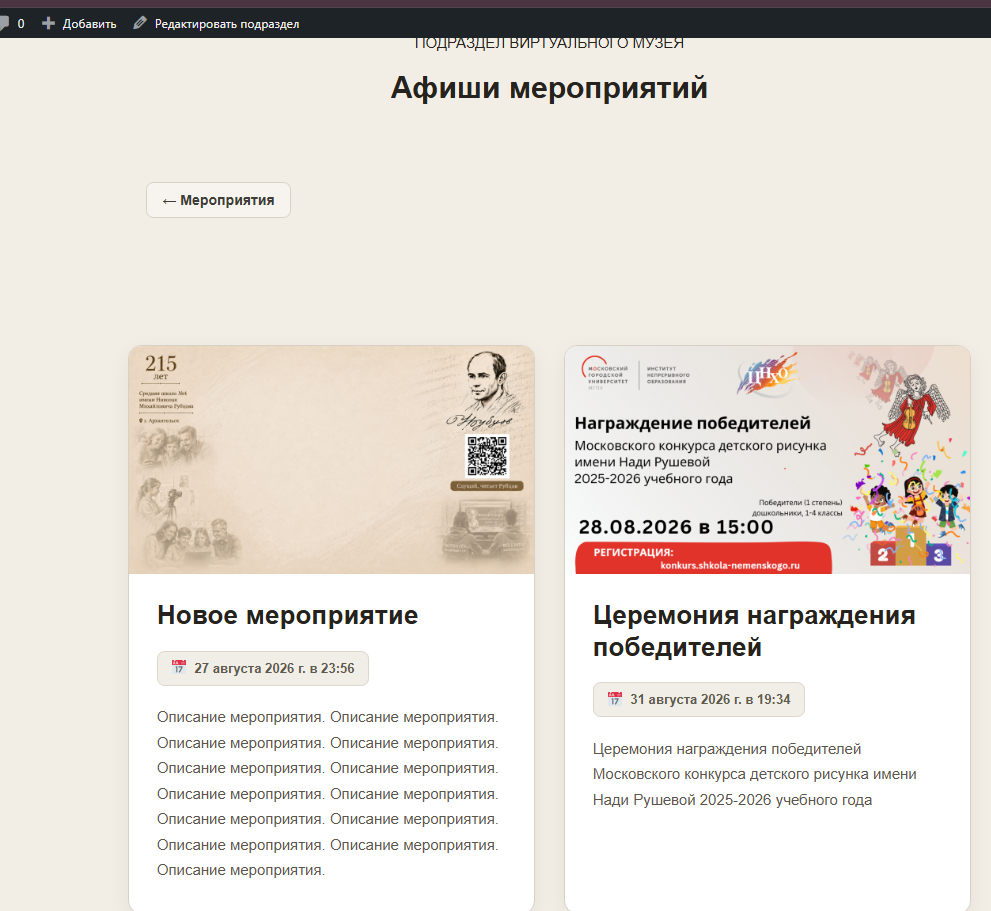 0 Добавить Редактировать подраздел
ПОДРАЗДЕЛ ВИРТУАЛЬНОГО МУЗЕЯ
Афиши мероприятий
← Мероприятия
215
лет
Средняя школа №4
имени Николая
Михайловича Рубцова
Слушай, читает Рубцов
Новое мероприятие
17 27 августа 2026 г. в 23:56
Описание мероприятия. Описание мероприятия.
Описание мероприятия. Описание мероприятия.
Описание мероприятия. Описание мероприятия.
Описание мероприятия. Описание мероприятия.
Описание мероприятия. Описание мероприятия.
Описание мероприятия. Описание мероприятия.
Описание мероприятия.
МОСКОВСКИЙ
ГОРОДСКОЙ
УНИВЕРСИТЕТ
ИНСТИТУТ
НЕПРЕРЫВНОГО
ОБРАЗОВАНИЯ
ЦНХО
Награждение победителей
Московского конкурса детского рисунка
имени Нади Рушевой
2025-2026 учебного года
Победители (1 степень)
дошкольники, 1-4 классы
28.08.2026 в 15:00
РЕГИСТРАЦИЯ:
konkurs.shkola-nemenskogo.ru
2 1 3
Церемония награждения
победителей
17 31 августа 2026 г. в 19:34
Церемония награждения победителей
Московского конкурса детского рисунка имени
Нади Рушевой 2025-2026 учебного года